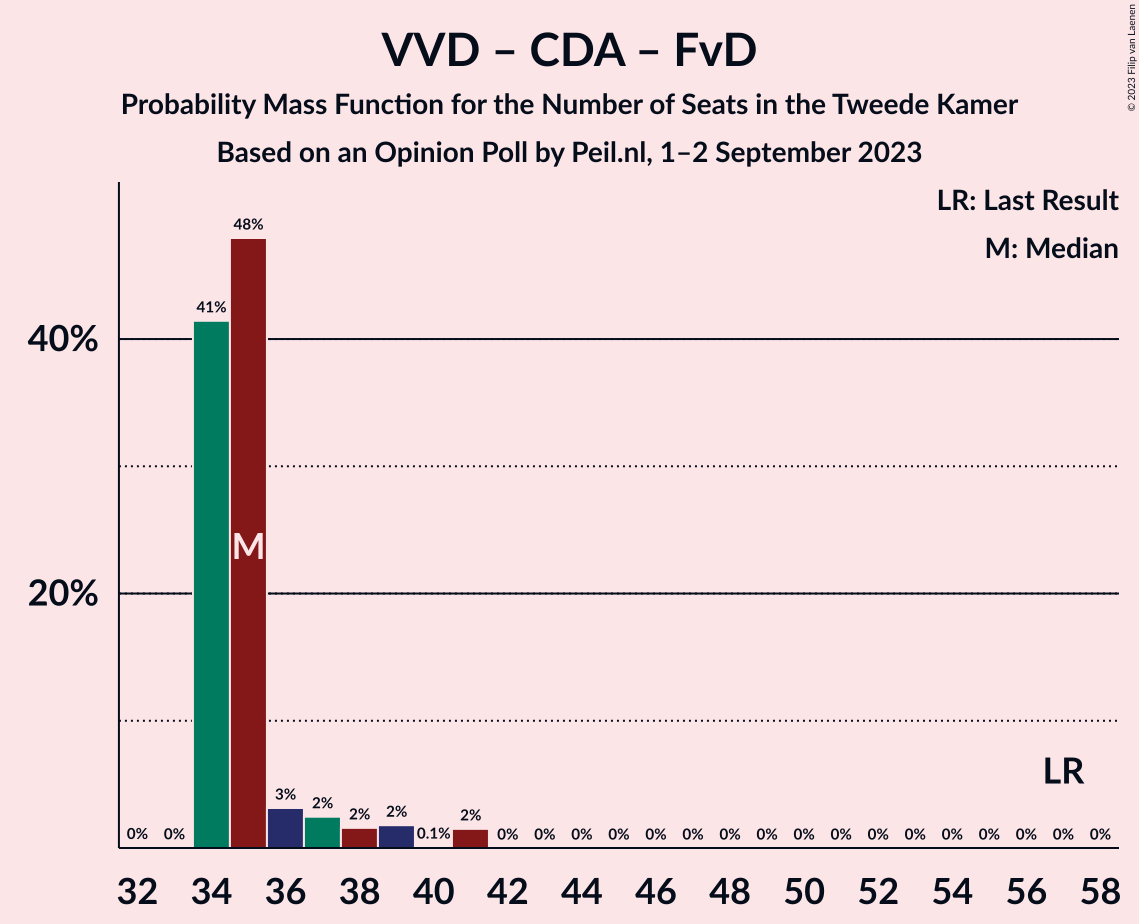 VVD – CDA – FvD
Probability Mass Function for the Number of Seats in the Tweede Kamer
Based on an Opinion Poll by Peil.nl, 1–2 September 2023
© 2023 Filip van Laenen
LR: Last Result
M: Median
48%
41%
40%
M
20%
LR
0% 0% 3% 2% 2% 2% 0.1% 2% 0% 0% 0% 0% 0% 0% 0% 0% 0% 0% 0% 0% 0% 0% 0% 0% 0%
32 34 36 38 40 42 44 46 48 50 52 54 56 58